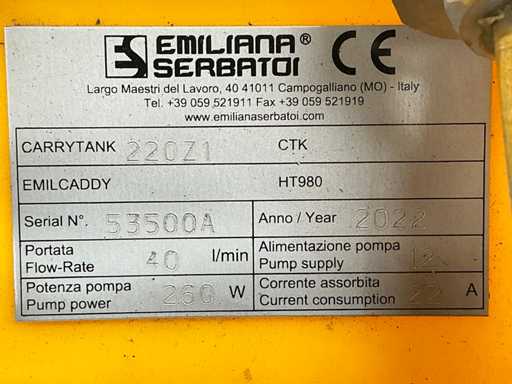 EMILIANA®
SERBATOI
CE
Largo Maestri del Lavoro, 40 41011 Campogalliano (MO) - Italy
Tel. +39 059 521911 Fax +39 059 521919
www.emilianaserbatoi.com
CARRYTANK 220Z1 CTK
EMILCADDY HT980
Serial N°. 53500A Anno / Year 2022
Portata
Flow-Rate 40 l/min
Alimentazione pompa
Pump supply 12
Potenza pompa
Pump power 260 W
Corrente assorbita
Current consumption 22 A